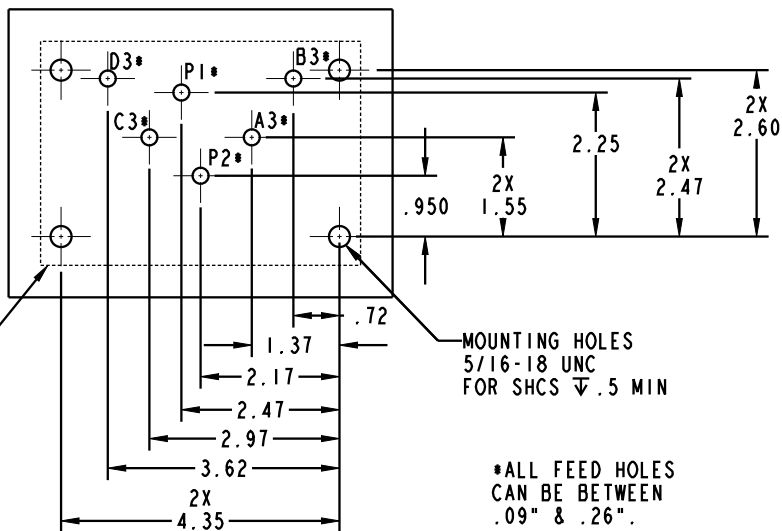 D3*
P1*
B3*
C3*
A3*
P2*
2X
2.60
2.25
2X
2.47
2X
1.55
.950
.72
1.37
2.17
2.47
2.97
3.62
2X
4.35
MOUNTING HOLES
5/16-18 UNC
FOR SHCS ↧ .5 MIN
*ALL FEED HOLES
CAN BE BETWEEN
.09" & .26".